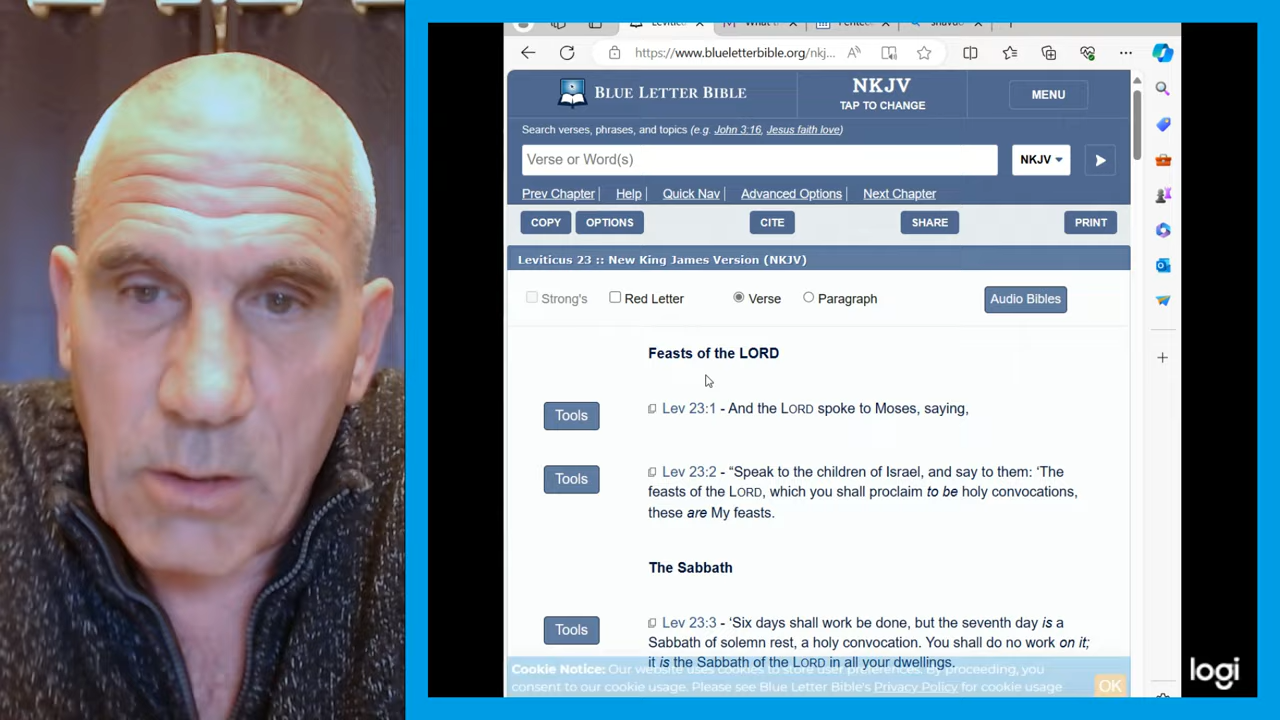 https://www.blueletterbible.org/nkj...
BLUE LETTER BIBLE
NKJV
TAP TO CHANGE
MENU
Search verses, phrases, and topics (e.g. John 3:16, Jesus faith love)
Verse or Word(s)
NKJV
Prev Chapter| Help | Quick Nav | Advanced Options | Next Chapter
COPY OPTIONS CITE SHARE PRINT
Leviticus 23 :: New King James Version (NKJV)
Strong's Red Letter Verse Paragraph Audio Bibles
Feasts of the LORD
Tools
Lev 23:1 - And the LORD spoke to Moses, saying,
Tools
Lev 23:2 - “Speak to the children of Israel, and say to them: ‘The
feasts of the LORD, which you shall proclaim to be holy convocations,
these are My feasts.
The Sabbath
Tools
Lev 23:3 - ‘Six days shall work be done, but the seventh day is a
Sabbath of solemn rest, a holy convocation. You shall do no work on it;
it is the Sabbath of the LORD in all your dwellings.
Cookie Notice: Our website uses cookies to store user preferences. By proceeding, you
consent to our cookie usage. Please see Blue Letter Bible's Privacy Policy for cookie usage
OK
logi